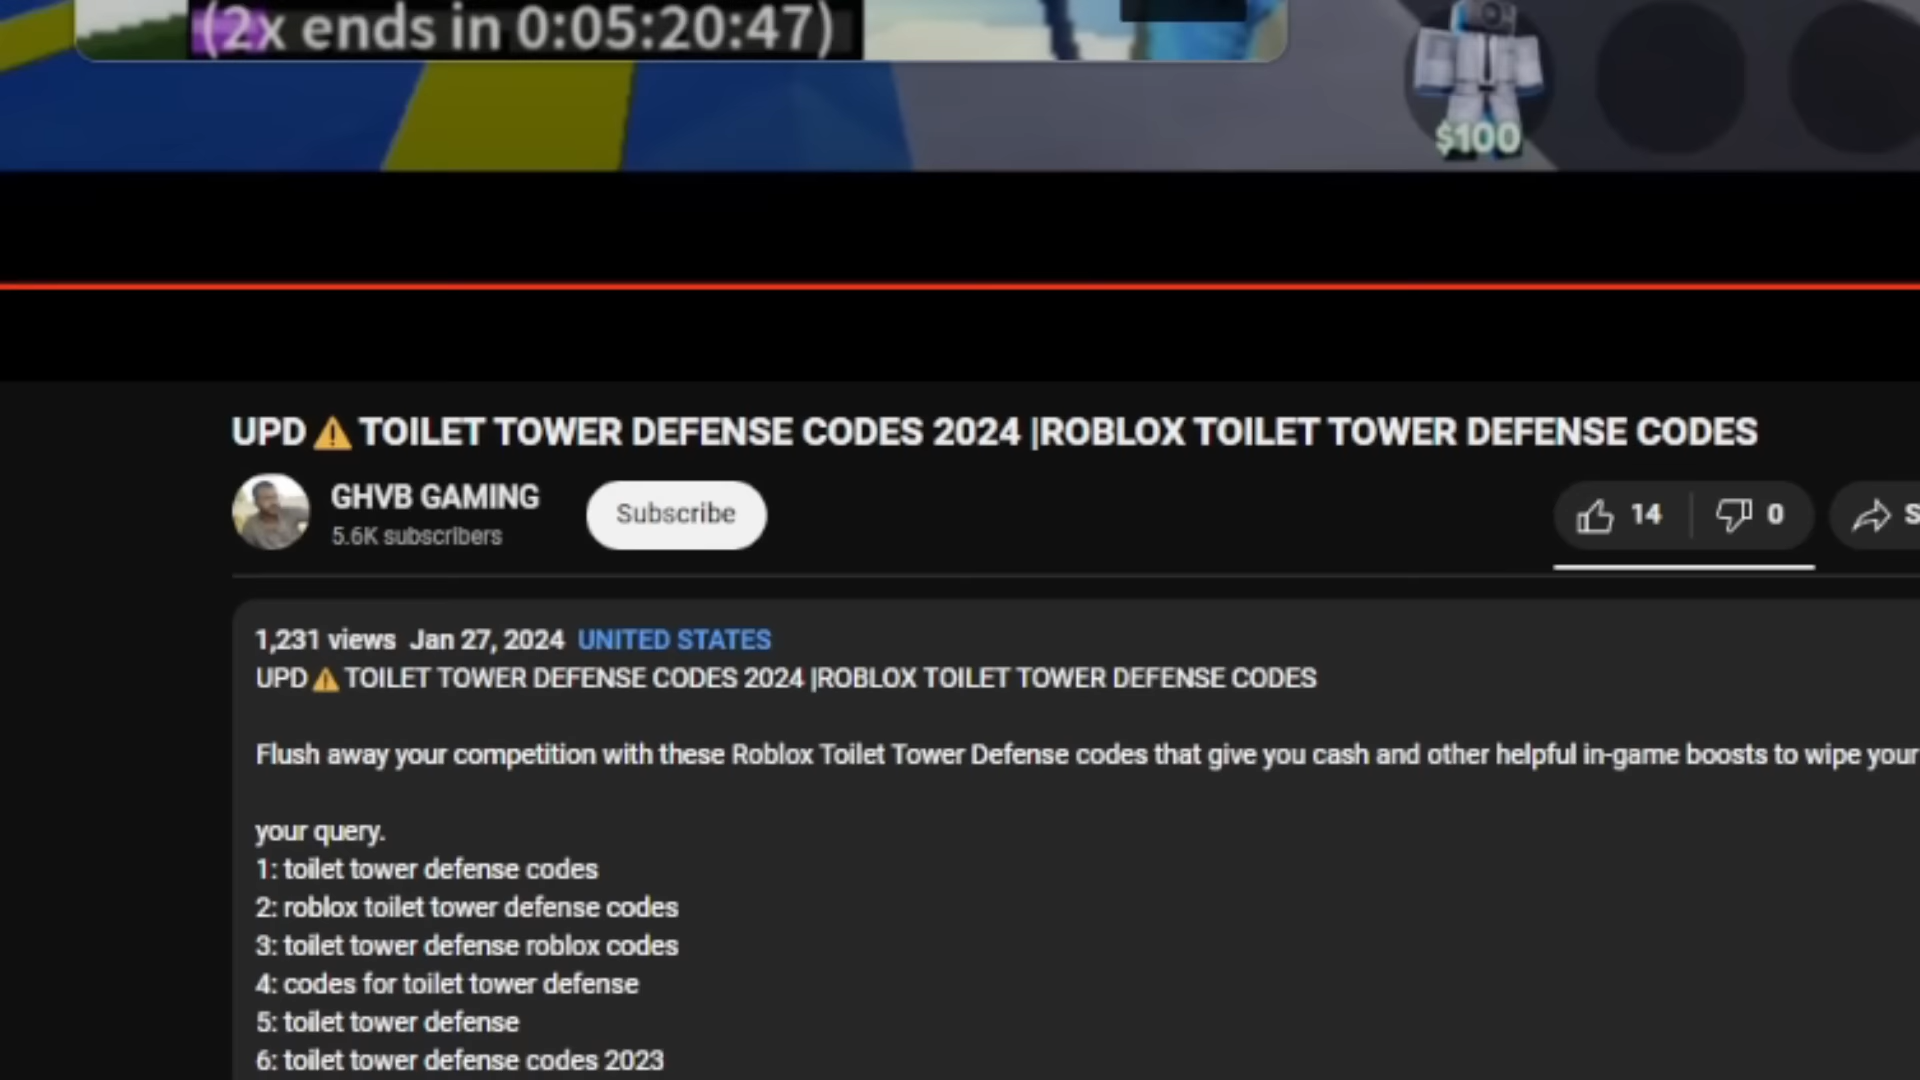 (2x ends in 0:05:20:47)
$100
UPD⚠TOILET TOWER DEFENSE CODES 2024 |ROBLOX TOILET TOWER DEFENSE CODES
GHVB GAMING
5.6K subscribers
Subscribe
14
0
S
1,231 views Jan 27, 2024 UNITED STATES
UPD⚠TOILET TOWER DEFENSE CODES 2024 |ROBLOX TOILET TOWER DEFENSE CODES
Flush away your competition with these Roblox Toilet Tower Defense codes that give you cash and other helpful in-game boosts to wipe your
your query.
1: toilet tower defense codes
2: roblox toilet tower defense codes
3: toilet tower defense roblox codes
4: codes for toilet tower defense
5: toilet tower defense
6: toilet tower defense codes 2023